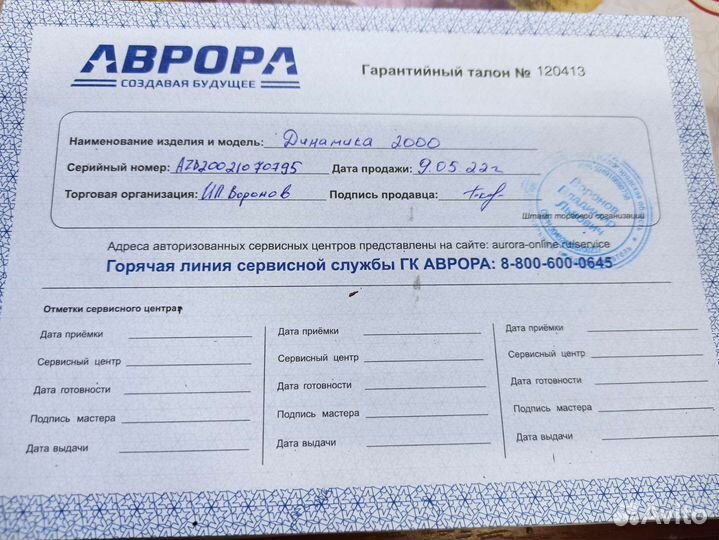 АВРОРА
СОЗДАВАЯ БУДУЩЕЕ
Гарантийный талон № 120413
Наименование изделия и модель: Динамика 2000
Серийный номер: AZD20021070795 Дата продажи: 9.05.22г
Торговая организация: ИП Воронов Подпись продавца:
Воронов
Владимир
Львович
Штамп торговой организации
Адреса авторизованных сервисных центров представлены на сайте: aurora-online.ru/service
Горячая линия сервисной службы ГК АВРОРА: 8-800-600-0645
Отметки сервисного центра:
Дата приёмки Дата приёмки Дата приёмки
Сервисный центр Сервисный центр Сервисный центр
Дата готовности Дата готовности Дата готовности
Подпись мастера Подпись мастера Подпись мастера
Дата выдачи Дата выдачи Дата выдачи
Avito